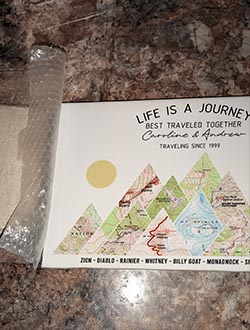 LIFE IS A JOURNEY
BEST TRAVELED TOGETHER
Caroline & Andrew
TRAVELING SINCE 1999
ZION - DIABLO - RAINIER - WHITNEY - BILLY GOAT - MONADNOCK - S